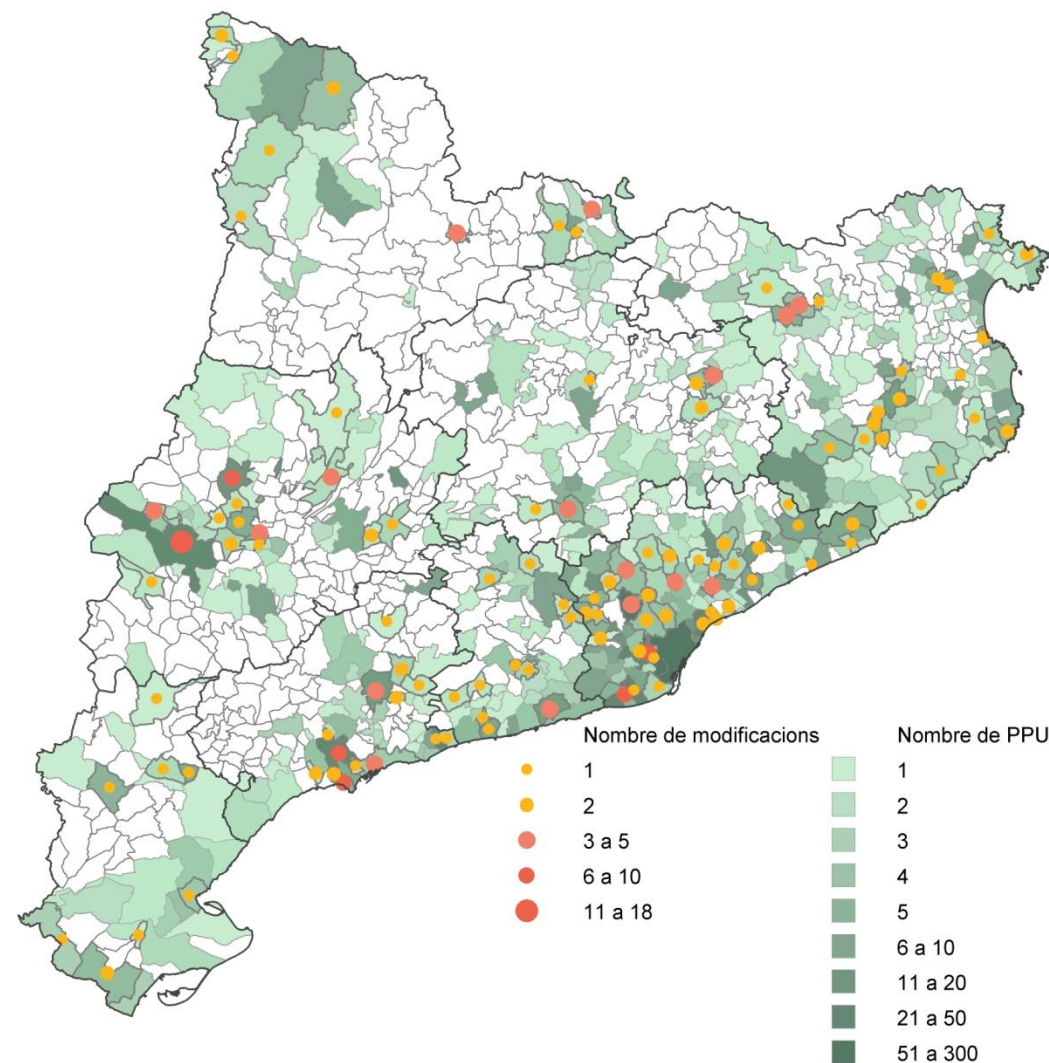 Nombre de modificacions
1
2
3 a 5
6 a 10
11 a 18
Nombre de PPU
1
2
3
4
5
6 a 10
11 a 20
21 a 50
51 a 300